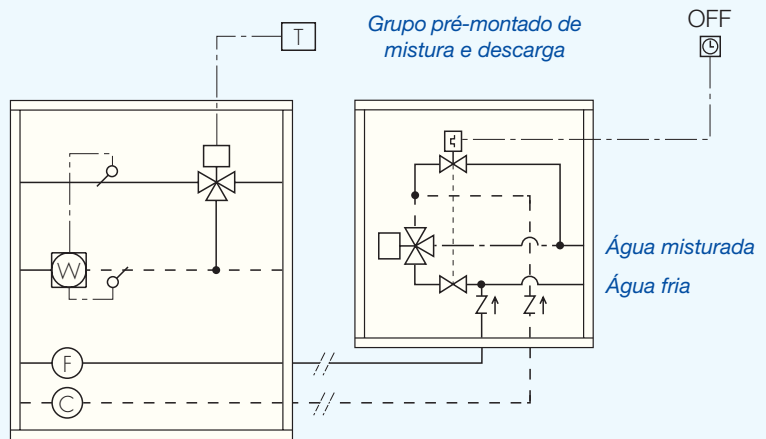 Grupo pré-montado de
mistura e descarga
OFF
T
W
Água misturada
Água fria
F
C